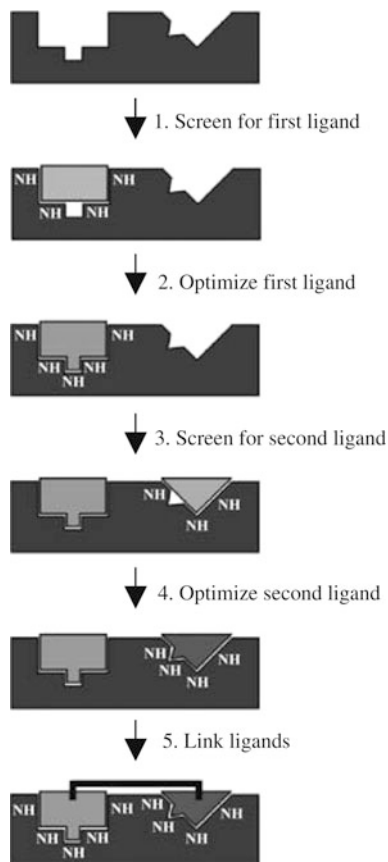 1. Screen for first ligand
NH NH
NH NH
2. Optimize first ligand
NH NH
NH NH
NH
3. Screen for second ligand
NH NH
NH
4. Optimize second ligand
NH NH
NH NH
5. Link ligands
NH NH NH NH
NH NH
NH NH
NH